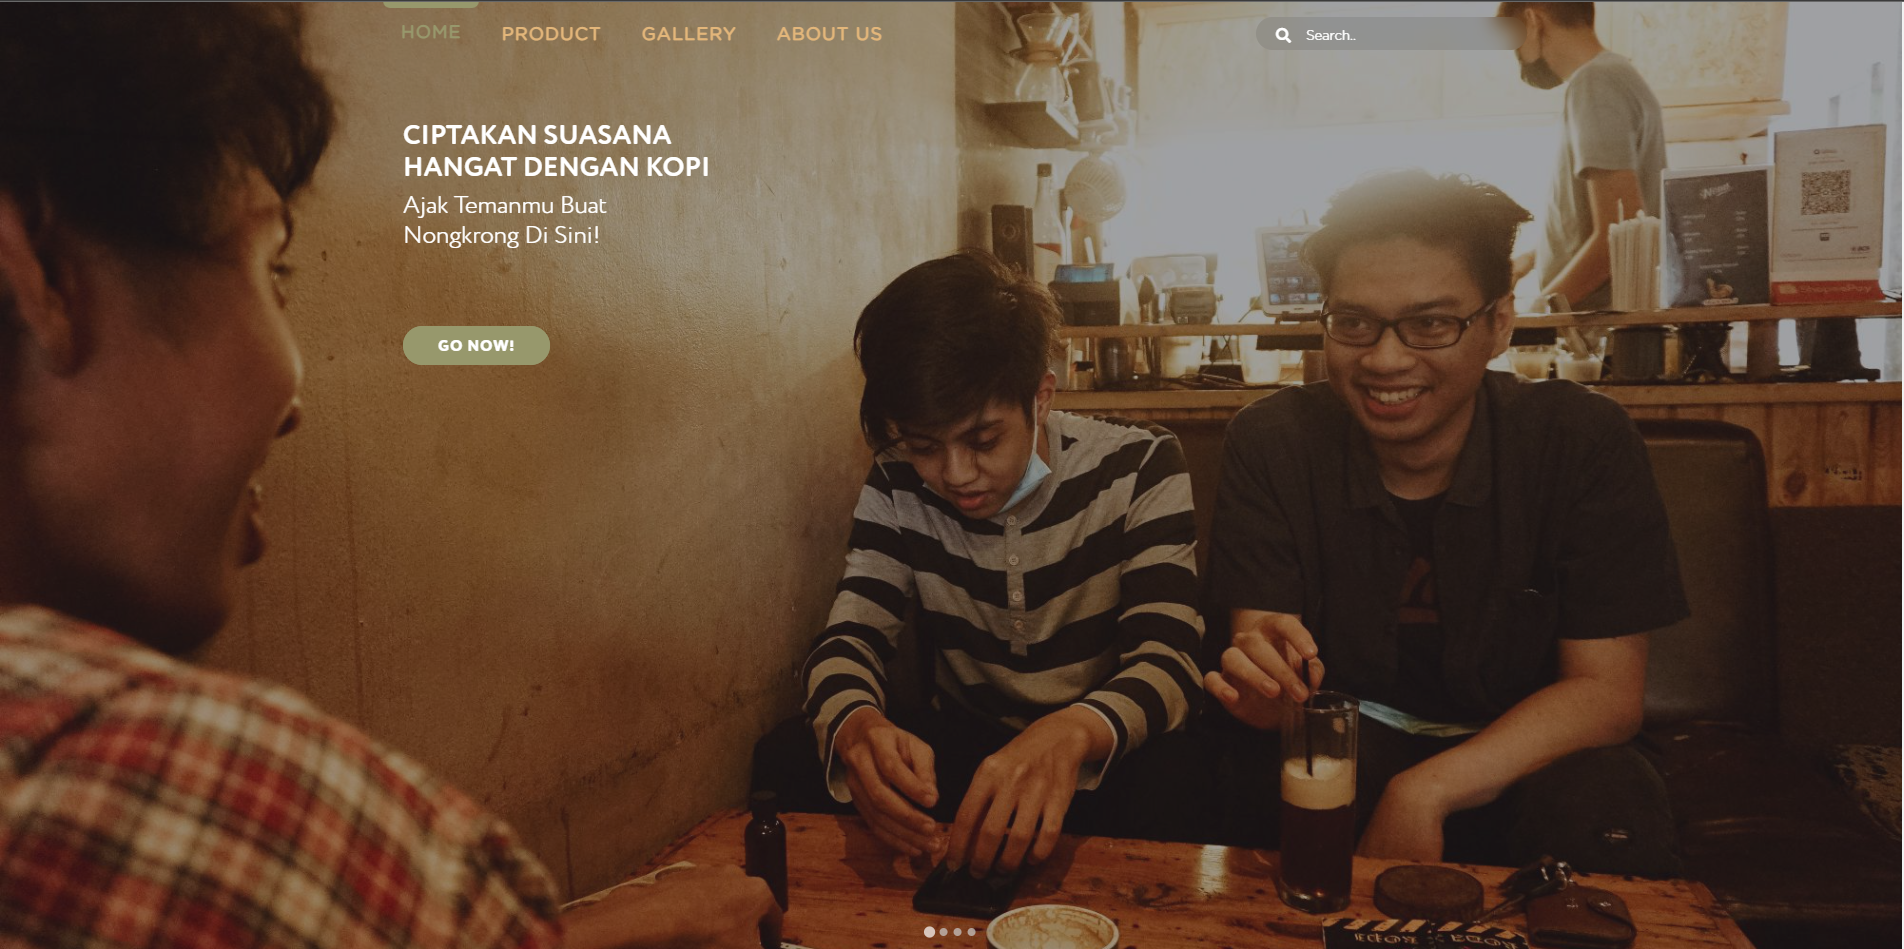 HOME PRODUCT GALLERY ABOUT US Search..
CIPTAKAN SUASANA
HANGAT DENGAN KOPI
Ajak Temanmu Buat
Nongkrong Di Sini!
GO NOW!
ShopeePay